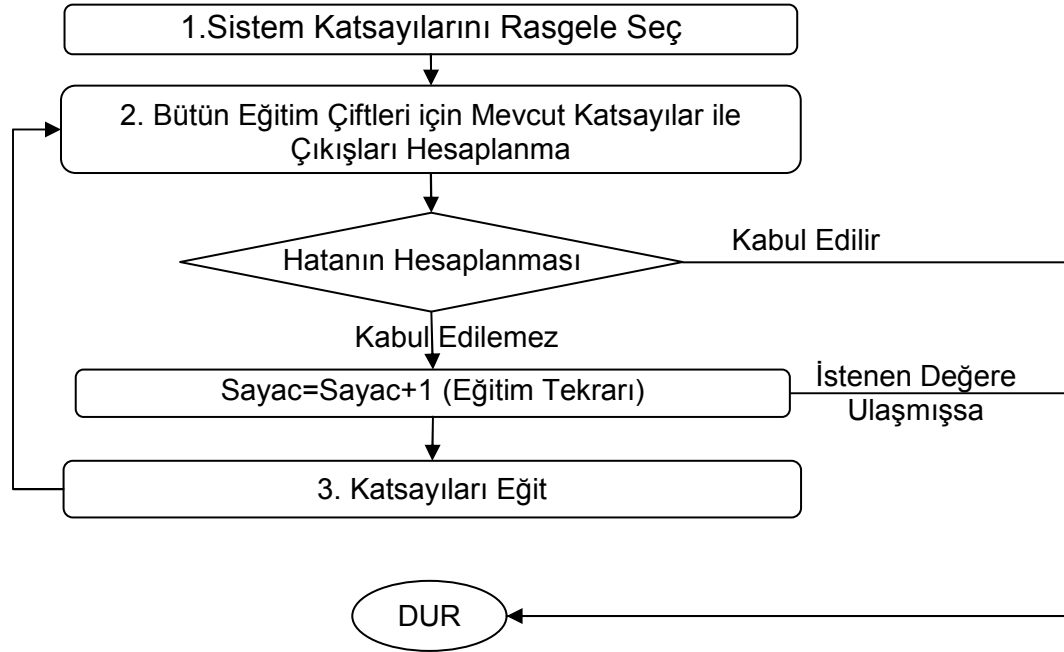 1.Sistem Katsayılarını Rasgele Seç
2. Bütün Eğitim Çiftleri için Mevcut Katsayılar ile
Çıkışları Hesaplanma
Hatanın Hesaplanması
Kabul Edilir
Kabul Edilemez
Sayac=Sayac+1 (Eğitim Tekrarı)
İstenen Değere
Ulaşmışsa
3. Katsayıları Eğit
DUR